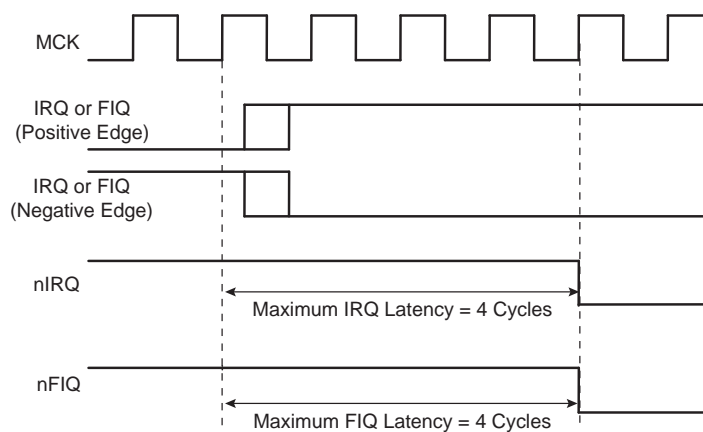 MCK
IRQ or FIQ
(Positive Edge)
IRQ or FIQ
(Negative Edge)
nIRQ
Maximum IRQ Latency = 4 Cycles
nFIQ
Maximum FIQ Latency = 4 Cycles